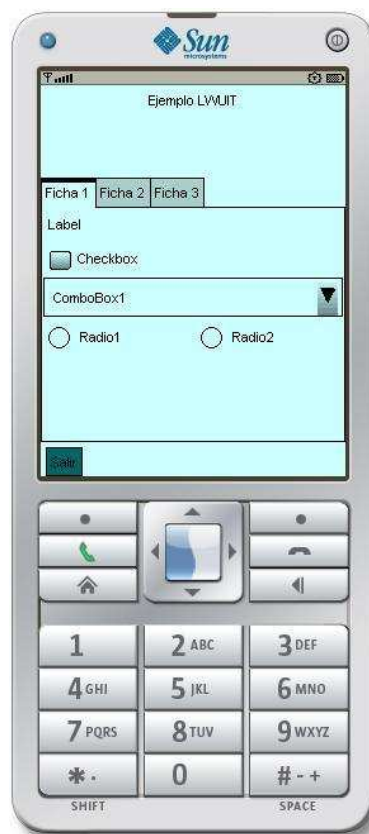 Sun
microsystems
Ejemplo LWUIT
Ficha 1 Ficha 2 Ficha 3
Label
Checkbox
ComboBox1
Radio1 Radio2
Salir
1 2 ABC 3 DEF
4 GHI 5 JKL 6 MNO
7 PQRS 8 TUV 9 WXYZ
* . 0 # - +
SHIFT SPACE